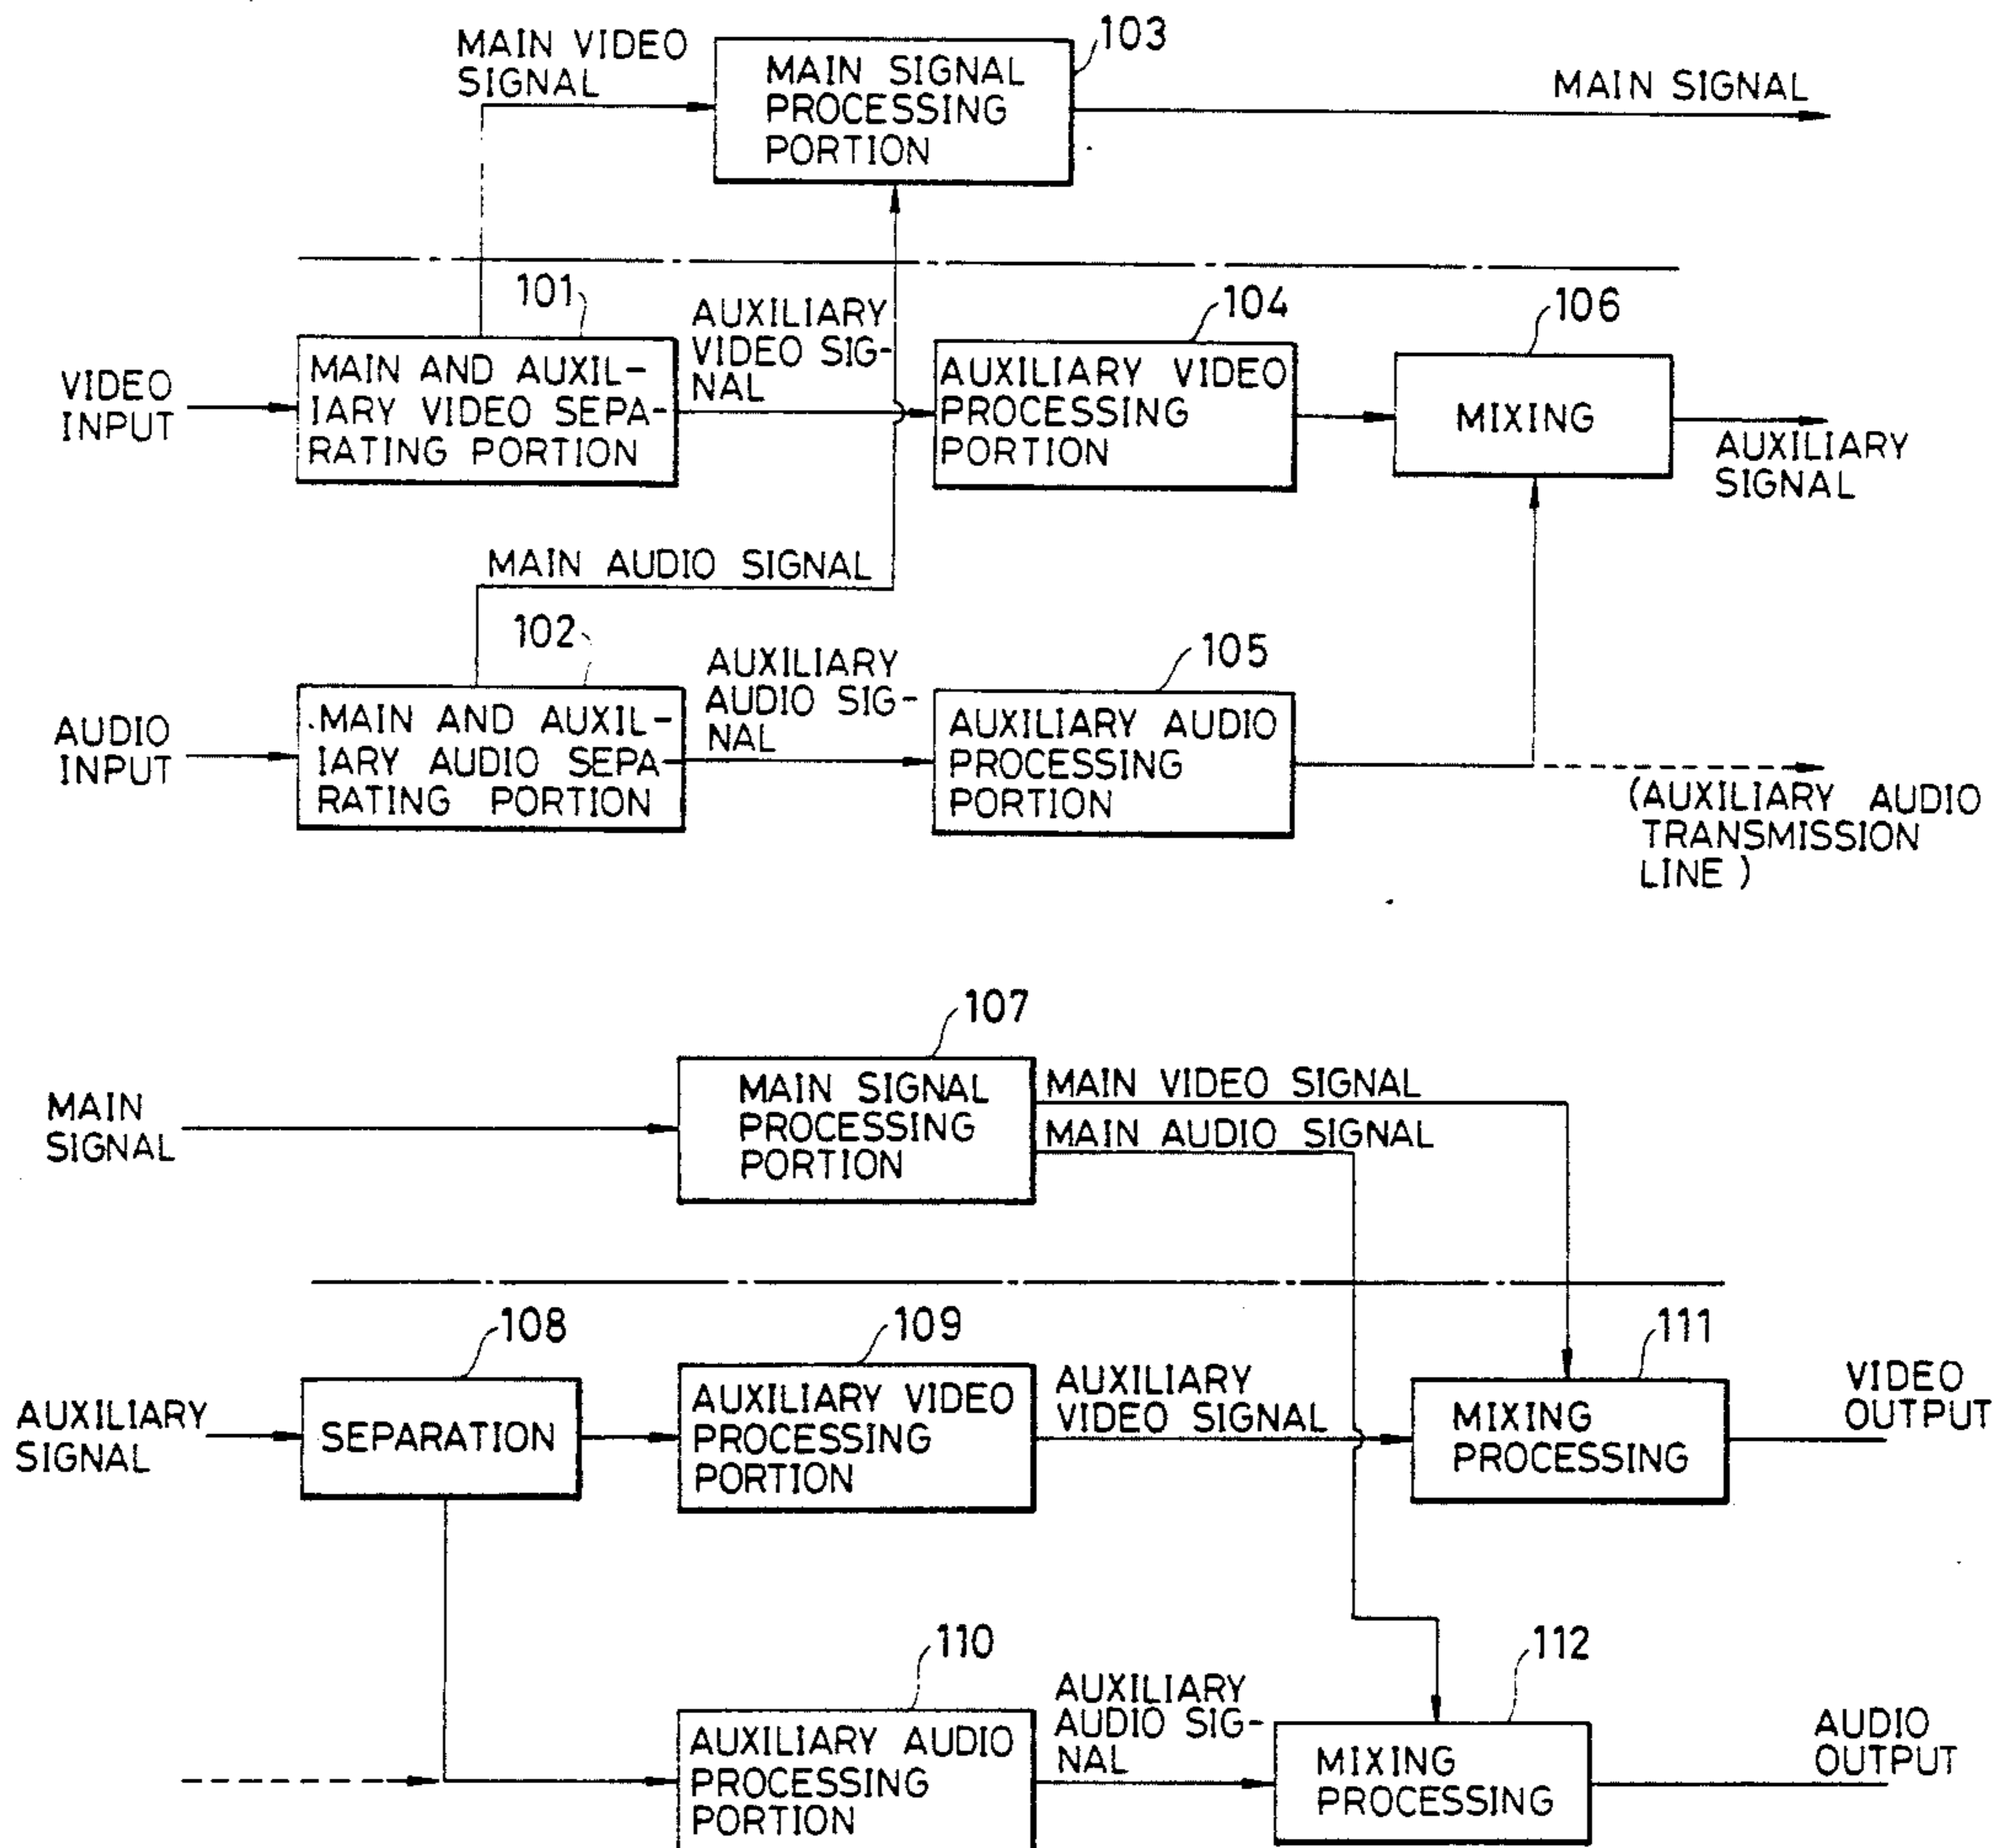 103
MAIN VIDEO
SIGNAL
MAIN SIGNAL
PROCESSING
PORTION
MAIN SIGNAL
101
AUXILIARY
VIDEO SIG-
NAL
104
106
VIDEO
INPUT
MAIN AND AUXIL-
IARY VIDEO SEPA-
RATING PORTION
AUXILIARY VIDEO
PROCESSING
PORTION
MIXING
AUXILIARY
SIGNAL
MAIN AUDIO SIGNAL
102
AUXILIARY
AUDIO SIG-
NAL
105
AUDIO
INPUT
MAIN AND AUXIL-
IARY AUDIO SEPA-
RATING PORTION
AUXILIARY AUDIO
PROCESSING
PORTION
(AUXILIARY AUDIO
TRANSMISSION
LINE)
107
MAIN
SIGNAL
MAIN SIGNAL
PROCESSING
PORTION
MAIN VIDEO SIGNAL
MAIN AUDIO SIGNAL
108
109
111
AUXILIARY
SIGNAL
SEPARATION
AUXILIARY VIDEO
PROCESSING
PORTION
AUXILIARY
VIDEO SIGNAL
MIXING
PROCESSING
VIDEO
OUTPUT
110
112
AUXILIARY AUDIO
PROCESSING
PORTION
AUXILIARY
AUDIO SIG-
NAL
MIXING
PROCESSING
AUDIO
OUTPUT